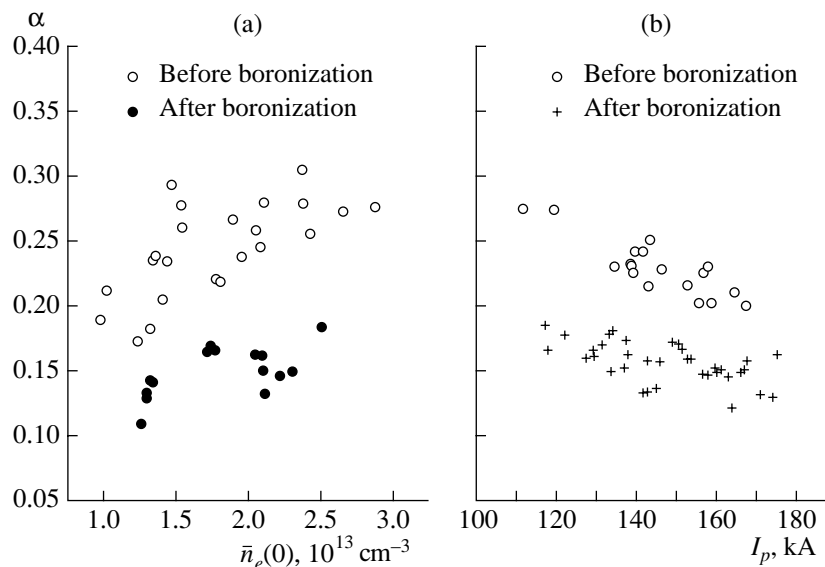 α
(a)
(b)
0.40
Before boronization
After boronization
Before boronization
After boronization
0.35
0.30
0.25
0.20
0.15
0.10
0.05
1.0 1.5 2.0 2.5 3.0
n̄ₑ(0), 10¹³ cm⁻³
100 120 140 160 180
Iₚ, kA